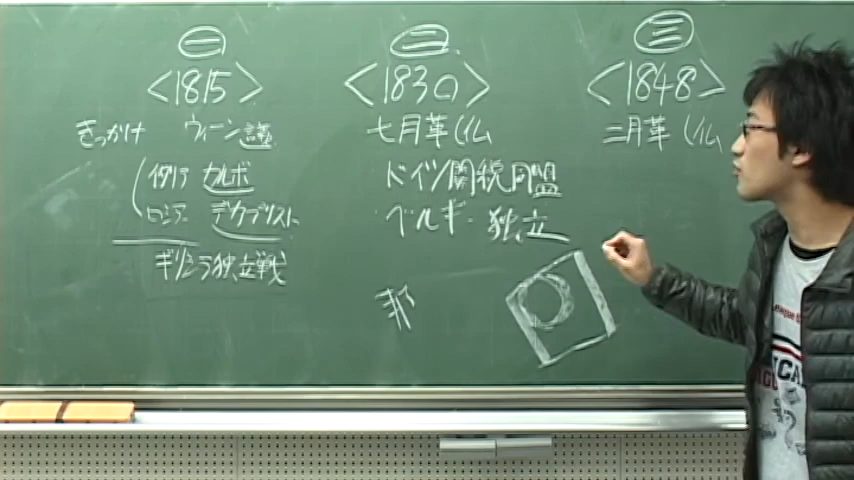 一
<1815>
きっかけ ウィーン議
イタリア カルボ
ロシア デカブリスト
ギリシア独立戦
二
<1830>
七月革(仏
ドイツ関税同盟
ベルギー 独立
三
<1848>
二月革(仏